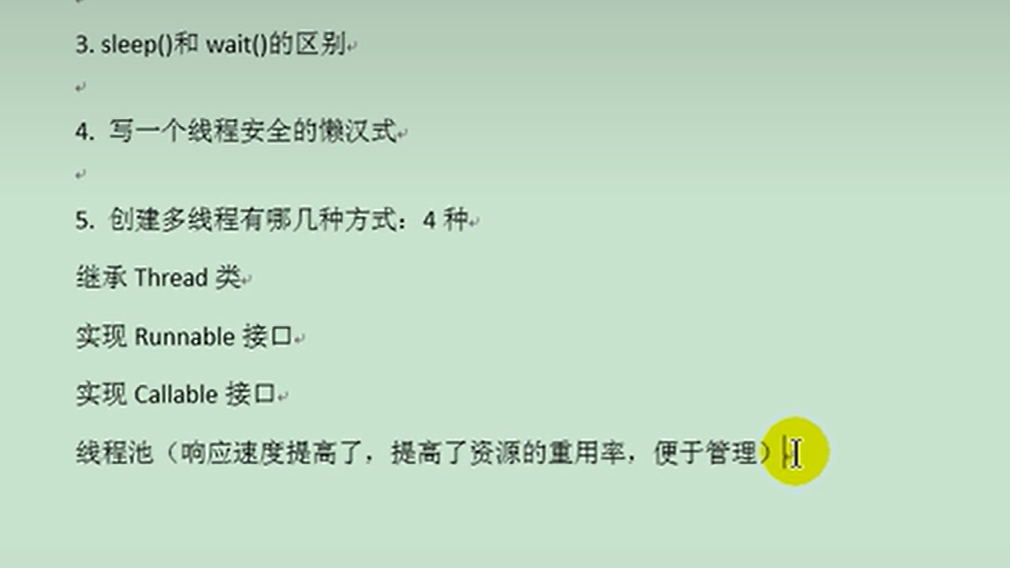 3. sleep()和 wait()的区别
4. 写一个线程安全的懒汉式
5. 创建多线程有哪几种方式：4 种
继承 Thread 类
实现 Runnable 接口
实现 Callable 接口
线程池（响应速度提高了，提高了资源的重用率，便于管理）